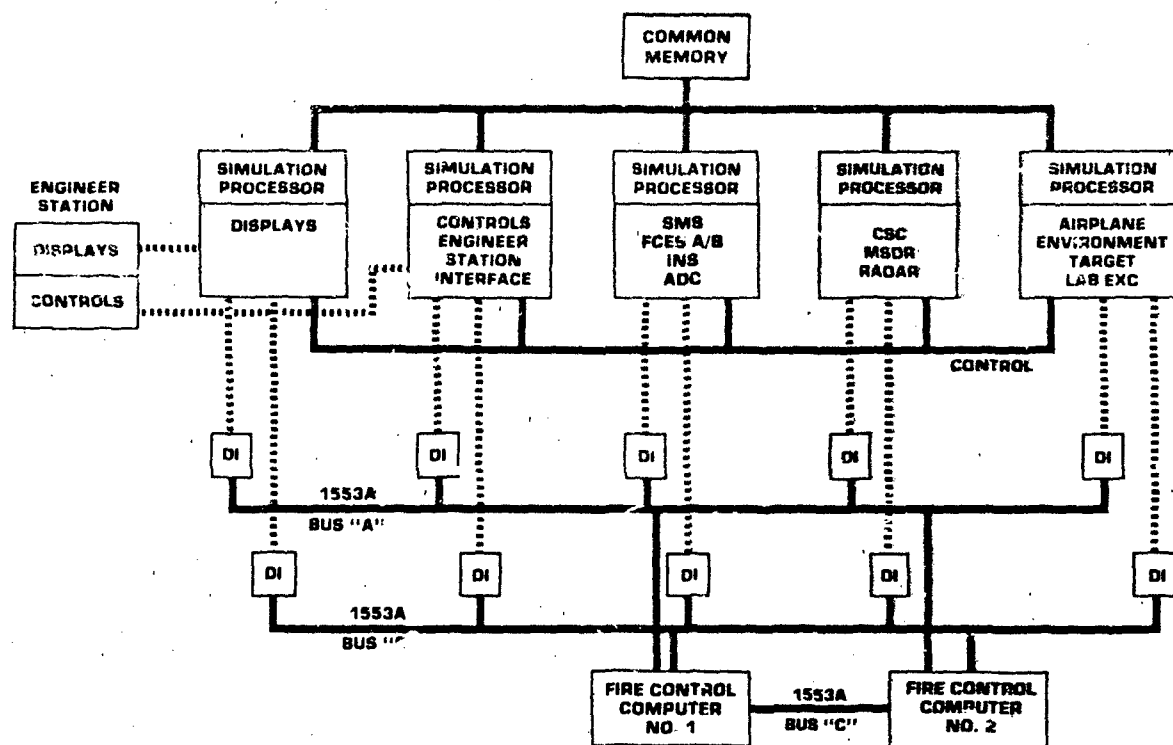 COMMON
MEMORY
SIMULATION
PROCESSOR
DISPLAYS
SIMULATION
PROCESSOR
CONTROLS
ENGINEER
STATION
INTERFACE
SIMULATION
PROCESSOR
SMS
FCES A/B
INS
ADC
SIMULATION
PROCESSOR
CSC
MSDR
RADAR
SIMULATION
PROCESSOR
AIRPLANE
ENVIRONMENT
TARGET
LAB EXC
ENGINEER
STATION
DISPLAYS
CONTROLS
CONTROL
DI
DI
DI
DI
DI
1553A
BUS "A"
DI
DI
DI
DI
DI
1553A
BUS
FIRE CONTROL
COMPUTER
NO. 1
1553A
BUS "C"
FIRE CONTROL
COMPUTER
NO. 2